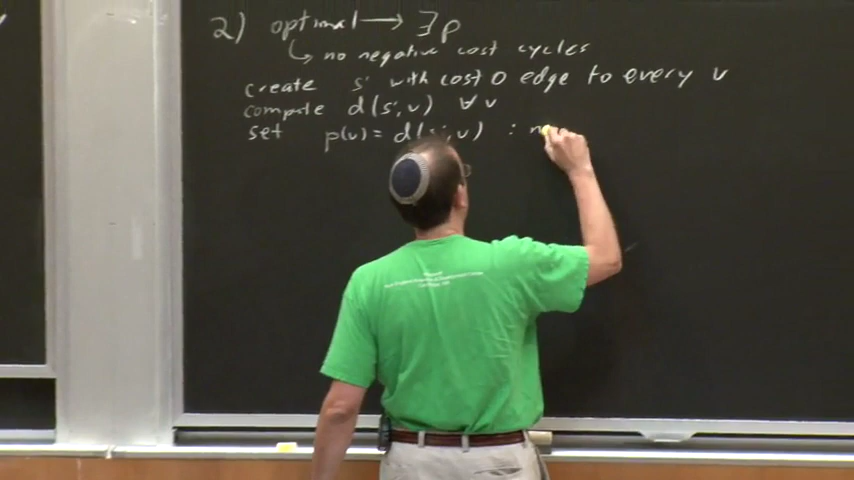 2) optimal → ∃ p
↳ no negative cost cycles
create s' with cost 0 edge to every v
compute d(s', v) ∀ v
set p(v) = d(s', v) :